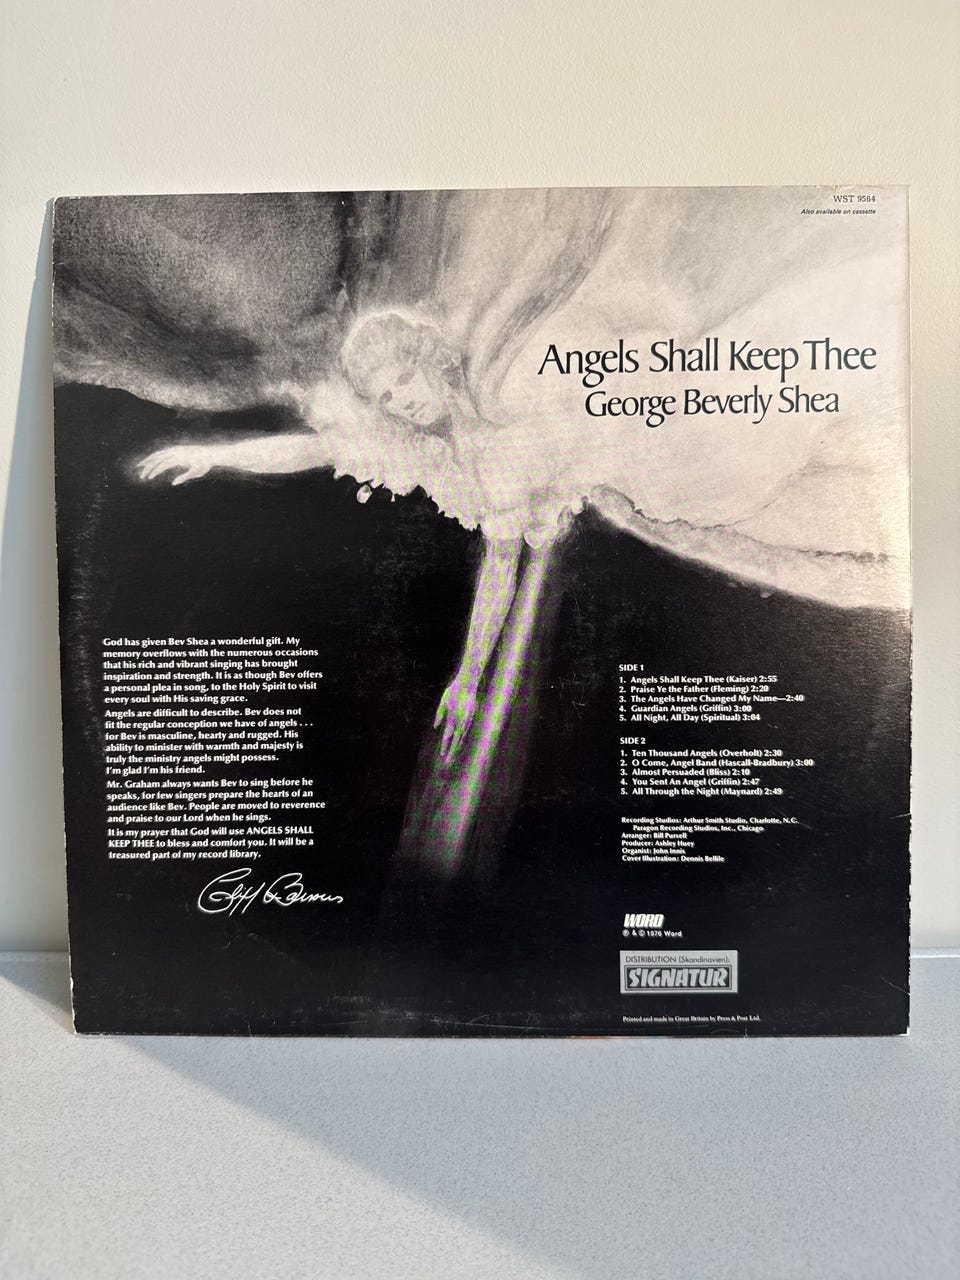 WST 9564
Also available on cassette
Angels Shall Keep Thee
George Beverly Shea
God has given Bev Shea a wonderful gift. My
memory overflows with the numerous occasions
that his rich and vibrant singing has brought
inspiration and strength. It is as though Bev offers
a personal plea in song, to the Holy Spirit to visit
every soul with His saving grace.
Angels are difficult to describe. Bev does not
fit the regular conception we have of angels . . .
for Bev is masculine, hearty and rugged. His
ability to minister with warmth and majesty is
truly the ministry angels might possess.
I'm glad I'm his friend.
Mr. Graham always wants Bev to sing before he
speaks, for few singers prepare the hearts of an
audience like Bev. People are moved to reverence
and praise to our Lord when he sings.
It is my prayer that God will use ANGELS SHALL
KEEP THEE to bless and comfort you. It will be a
treasured part of my record library.
Cliff Barrows
SIDE 1
1. Angels Shall Keep Thee (Kaiser) 2:55
2. Praise Ye the Father (Fleming) 2:20
3. The Angels Have Changed My Name—2:40
4. Guardian Angels (Griffin) 3:00
5. All Night, All Day (Spiritual) 3:04
SIDE 2
1. Ten Thousand Angels (Overholt) 2:30
2. O Come, Angel Band (Hascall-Bradbury) 3:00
3. Almost Persuaded (Bliss) 2:10
4. You Sent An Angel (Griffin) 2:47
5. All Through the Night (Maynard) 2:49
Recording Studios: Arthur Smith Studio, Charlotte, N.C.
Paragon Recording Studios, Inc., Chicago
Arranger: Bill Pursell
Producer: Ashley Huey
Organist: John Innis
Cover Illustration: Dennis Bellile
WORD
℗ & © 1976 Word
DISTRIBUTION (Skandinavien):
SIGNATUR
Printed and made in Great Britain by Press & Post Ltd.